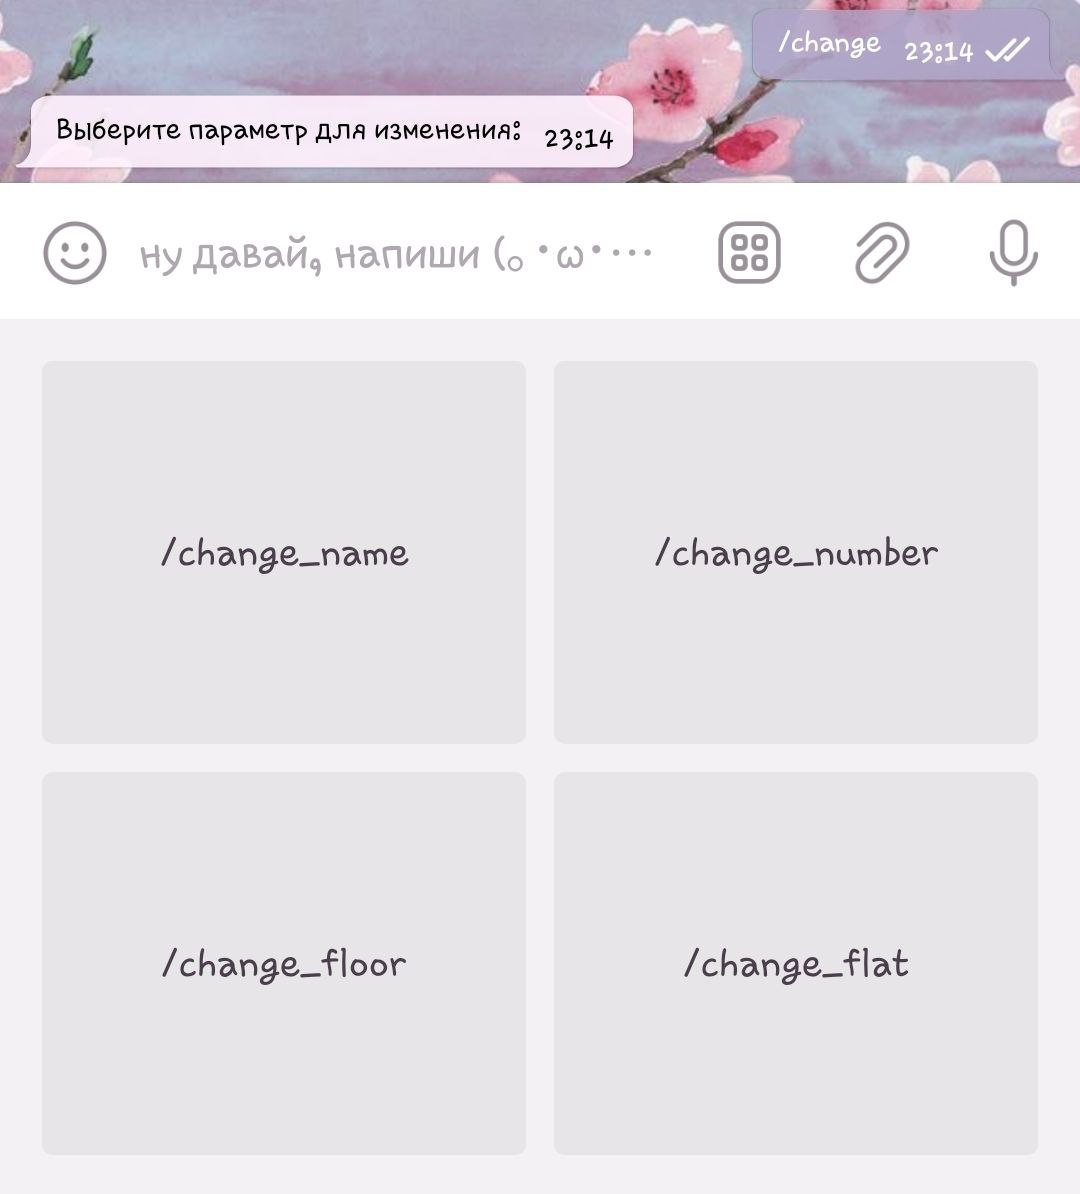 /change 23:14
Выберите параметр для изменения: 23:14
ну давай, напиши (｡•ω•...
/change_name
/change_number
/change_floor
/change_flat